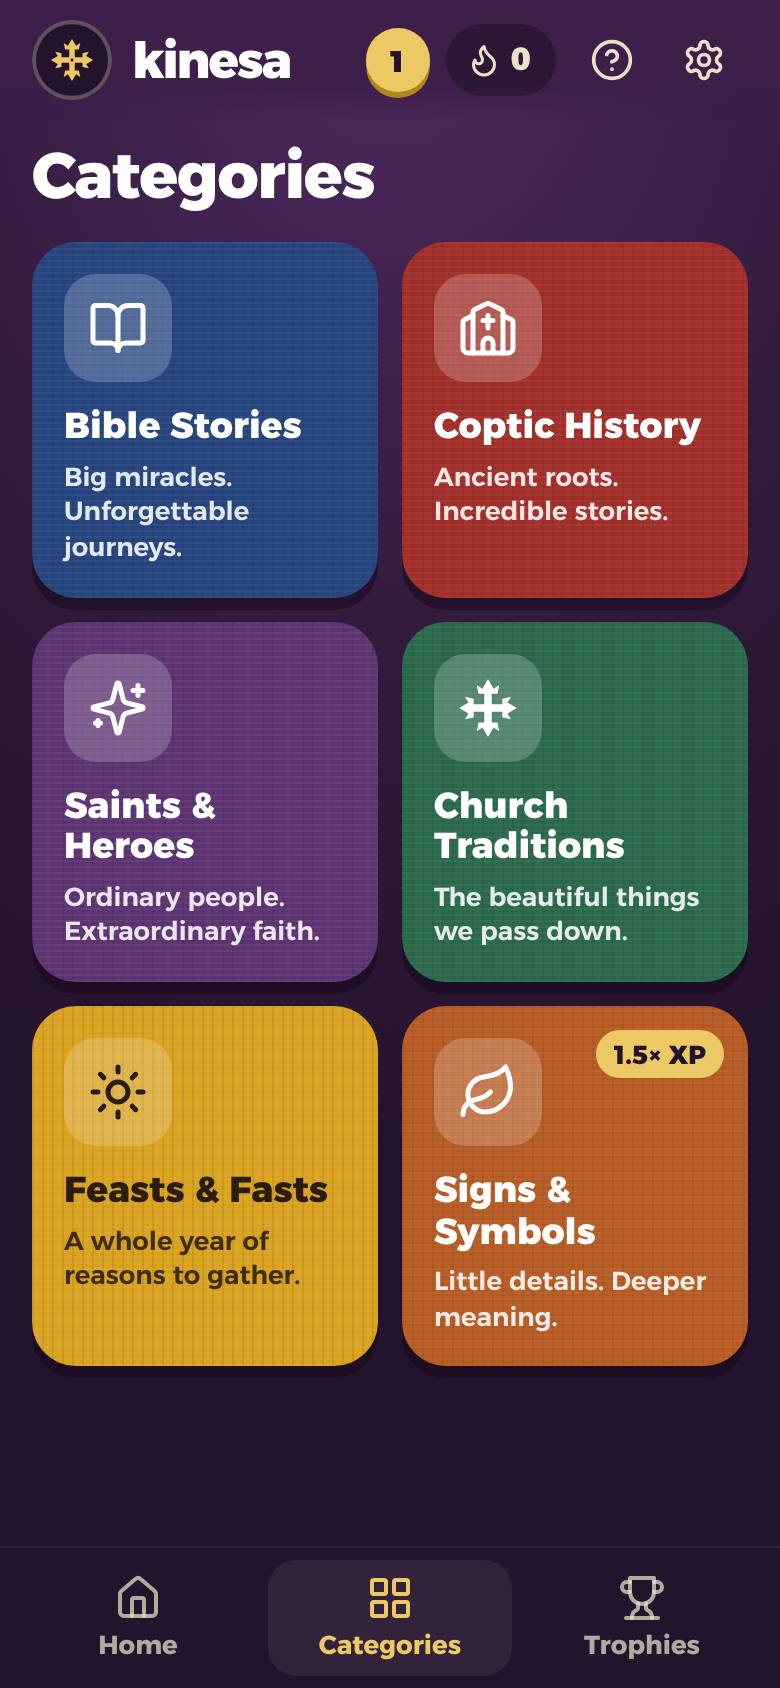 kinesa
1
0
Categories
Bible Stories
Big miracles.
Unforgettable
journeys.
Coptic History
Ancient roots.
Incredible stories.
Saints &
Heroes
Ordinary people.
Extraordinary faith.
Church
Traditions
The beautiful things
we pass down.
Feasts & Fasts
A whole year of
reasons to gather.
1.5× XP
Signs &
Symbols
Little details. Deeper
meaning.
Home
Categories
Trophies